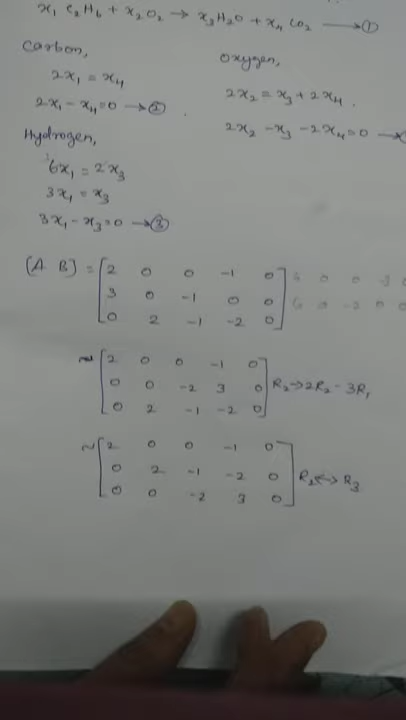 x₁ C₂H₆ + x₂O₂ → x₃H₂O + x₄ CO₂ → ①
Carbon,
2x₁ = x₄
2x₁ - x₄ = 0 → ②
Hydrogen,
6x₁ = 2x₃
3x₁ = x₃
3x₁ - x₃ = 0 → ③
Oxygen,
2x₂ = x₃ + 2x₄.
2x₂ - x₃ - 2x₄ = 0 →
[A B] = [2 0 0 -1 0
3 0 -1 0 0
0 2 -1 -2 0]
~ [2 0 0 -1 0
0 0 -2 3 0
0 2 -1 -2 0] R₂→2R₂-3R₁
~ [2 0 0 -1 0
0 2 -1 -2 0
0 0 -2 3 0] R₂↔R₃